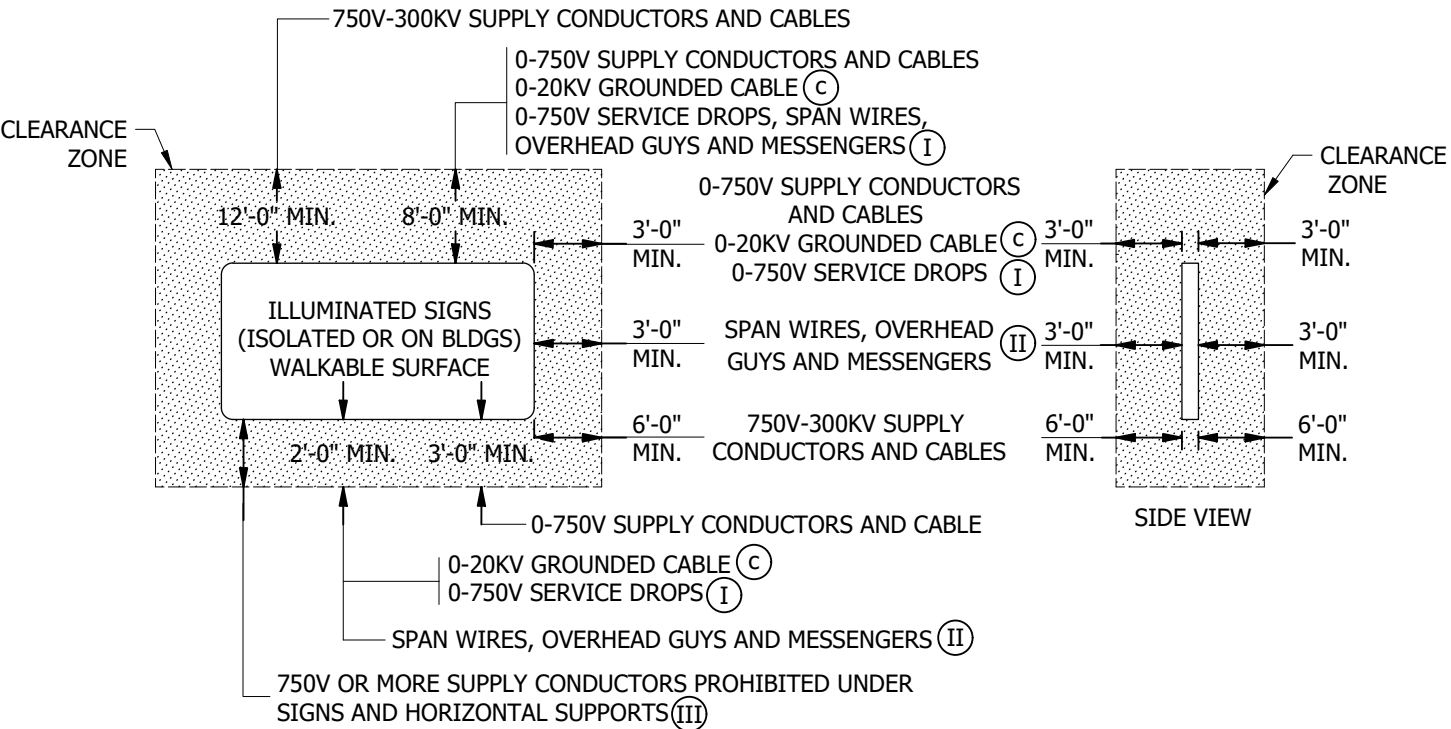 750V-300KV SUPPLY CONDUCTORS AND CABLES
0-750V SUPPLY CONDUCTORS AND CABLES
0-20KV GROUNDED CABLE C
0-750V SERVICE DROPS, SPAN WIRES,
OVERHEAD GUYS AND MESSENGERS I
CLEARANCE
ZONE
CLEARANCE
ZONE
12'-0" MIN.
8'-0" MIN.
3'-0"
MIN.
0-750V SUPPLY CONDUCTORS
AND CABLES
0-20KV GROUNDED CABLE C
0-750V SERVICE DROPS I
3'-0"
MIN.
3'-0"
MIN.
ILLUMINATED SIGNS
(ISOLATED OR ON BLDGS)
WALKABLE SURFACE
3'-0"
MIN.
SPAN WIRES, OVERHEAD
GUYS AND MESSENGERS II
3'-0"
MIN.
3'-0"
MIN.
2'-0" MIN.
3'-0" MIN.
6'-0"
MIN.
750V-300KV SUPPLY
CONDUCTORS AND CABLES
6'-0"
MIN.
6'-0"
MIN.
SIDE VIEW
0-750V SUPPLY CONDUCTORS AND CABLE
0-20KV GROUNDED CABLE C
0-750V SERVICE DROPS I
SPAN WIRES, OVERHEAD GUYS AND MESSENGERS II
750V OR MORE SUPPLY CONDUCTORS PROHIBITED UNDER
SIGNS AND HORIZONTAL SUPPORTS III